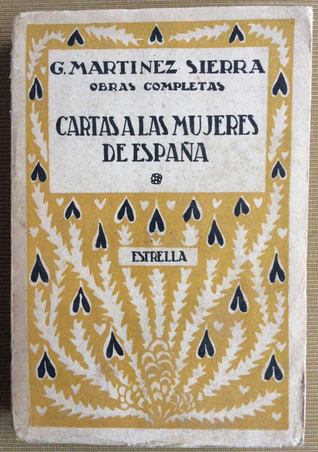 G. MARTINEZ SIERRA
OBRAS COMPLETAS
CARTAS A LAS MUJERES
DE ESPAÑA
ESTRELLA